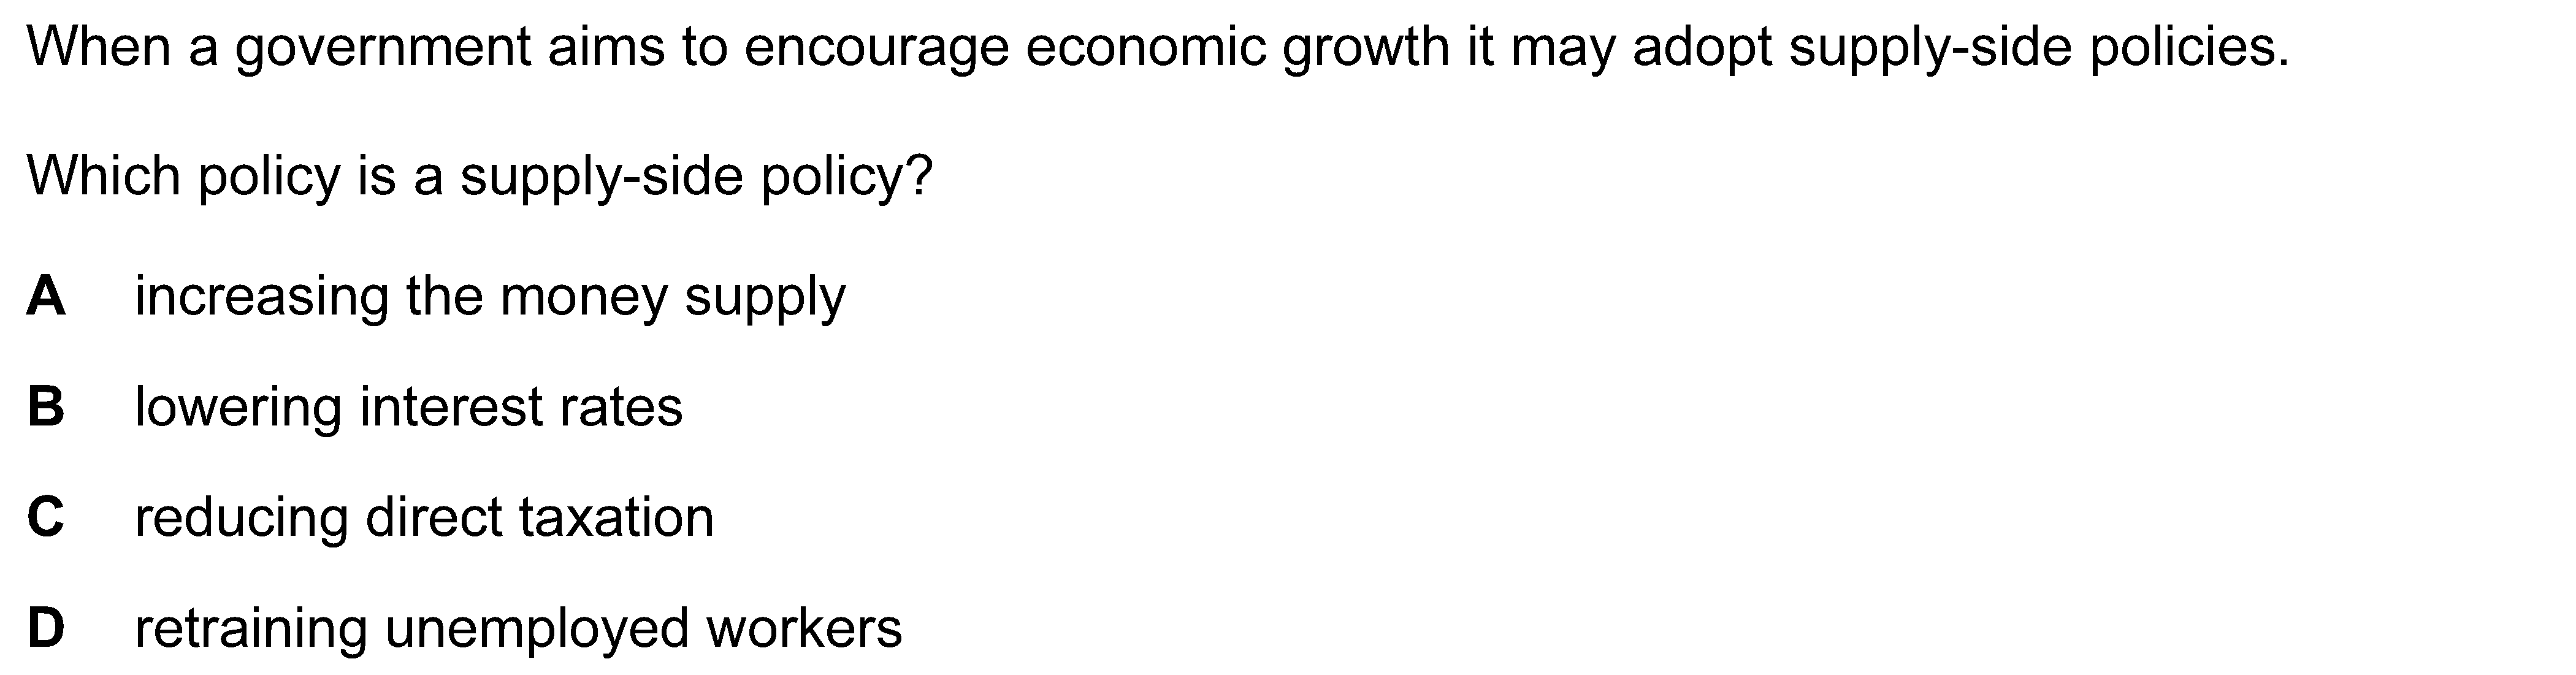 When a government aims to encourage economic growth it may adopt supply-side policies.
Which policy is a supply-side policy?
A increasing the money supply
B lowering interest rates
C reducing direct taxation
D retraining unemployed workers